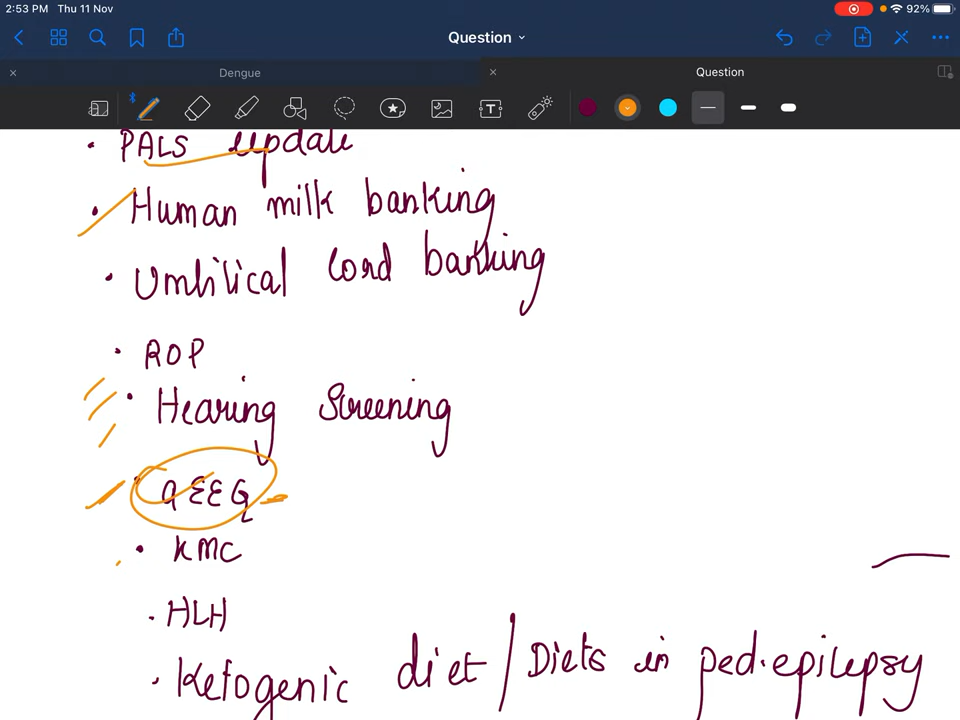 2:53 PM Thu 11 Nov
92%
Question
Dengue
Question
PALS update
Human milk banking
Umbilical cord banking
ROP
Hearing Screening
aEEG
KMC
HLH
Ketogenic diet / Diets in ped. epilepsy